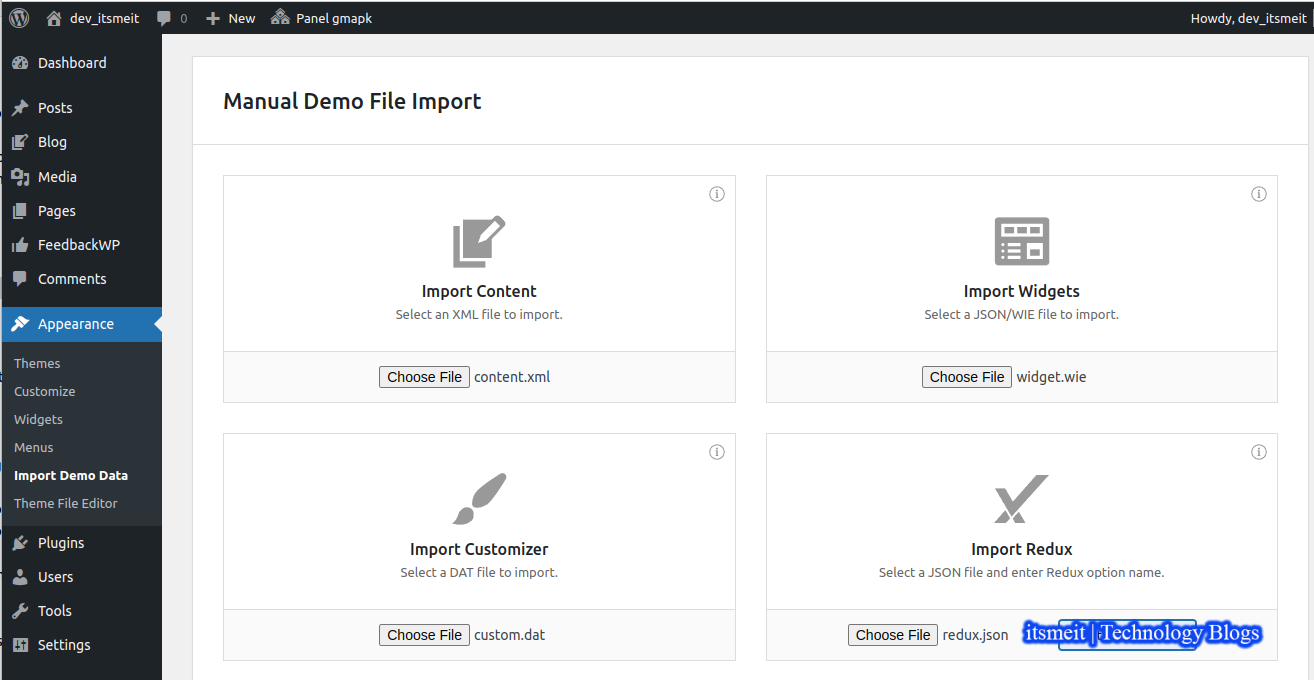 dev_itsmeit 0 New Panel gmapk Howdy, dev_itsmeit
Dashboard
Posts
Blog
Media
Pages
FeedbackWP
Comments
Appearance
Themes
Customize
Widgets
Menus
Import Demo Data
Theme File Editor
Plugins
Users
Tools
Settings
Manual Demo File Import
Import Content
Select an XML file to import.
Choose File content.xml
Import Widgets
Select a JSON/WIE file to import.
Choose File widget.wie
Import Customizer
Select a DAT file to import.
Choose File custom.dat
Import Redux
Select a JSON file and enter Redux option name.
Choose File redux.json
itsmeit | Technology Blogs